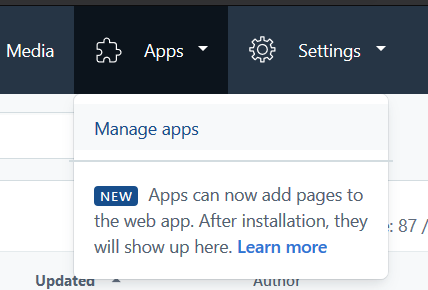 Media Apps Settings
Manage apps
NEW Apps can now add pages to
the web app. After installation, they
will show up here. Learn more
: 87 /
Updated Author